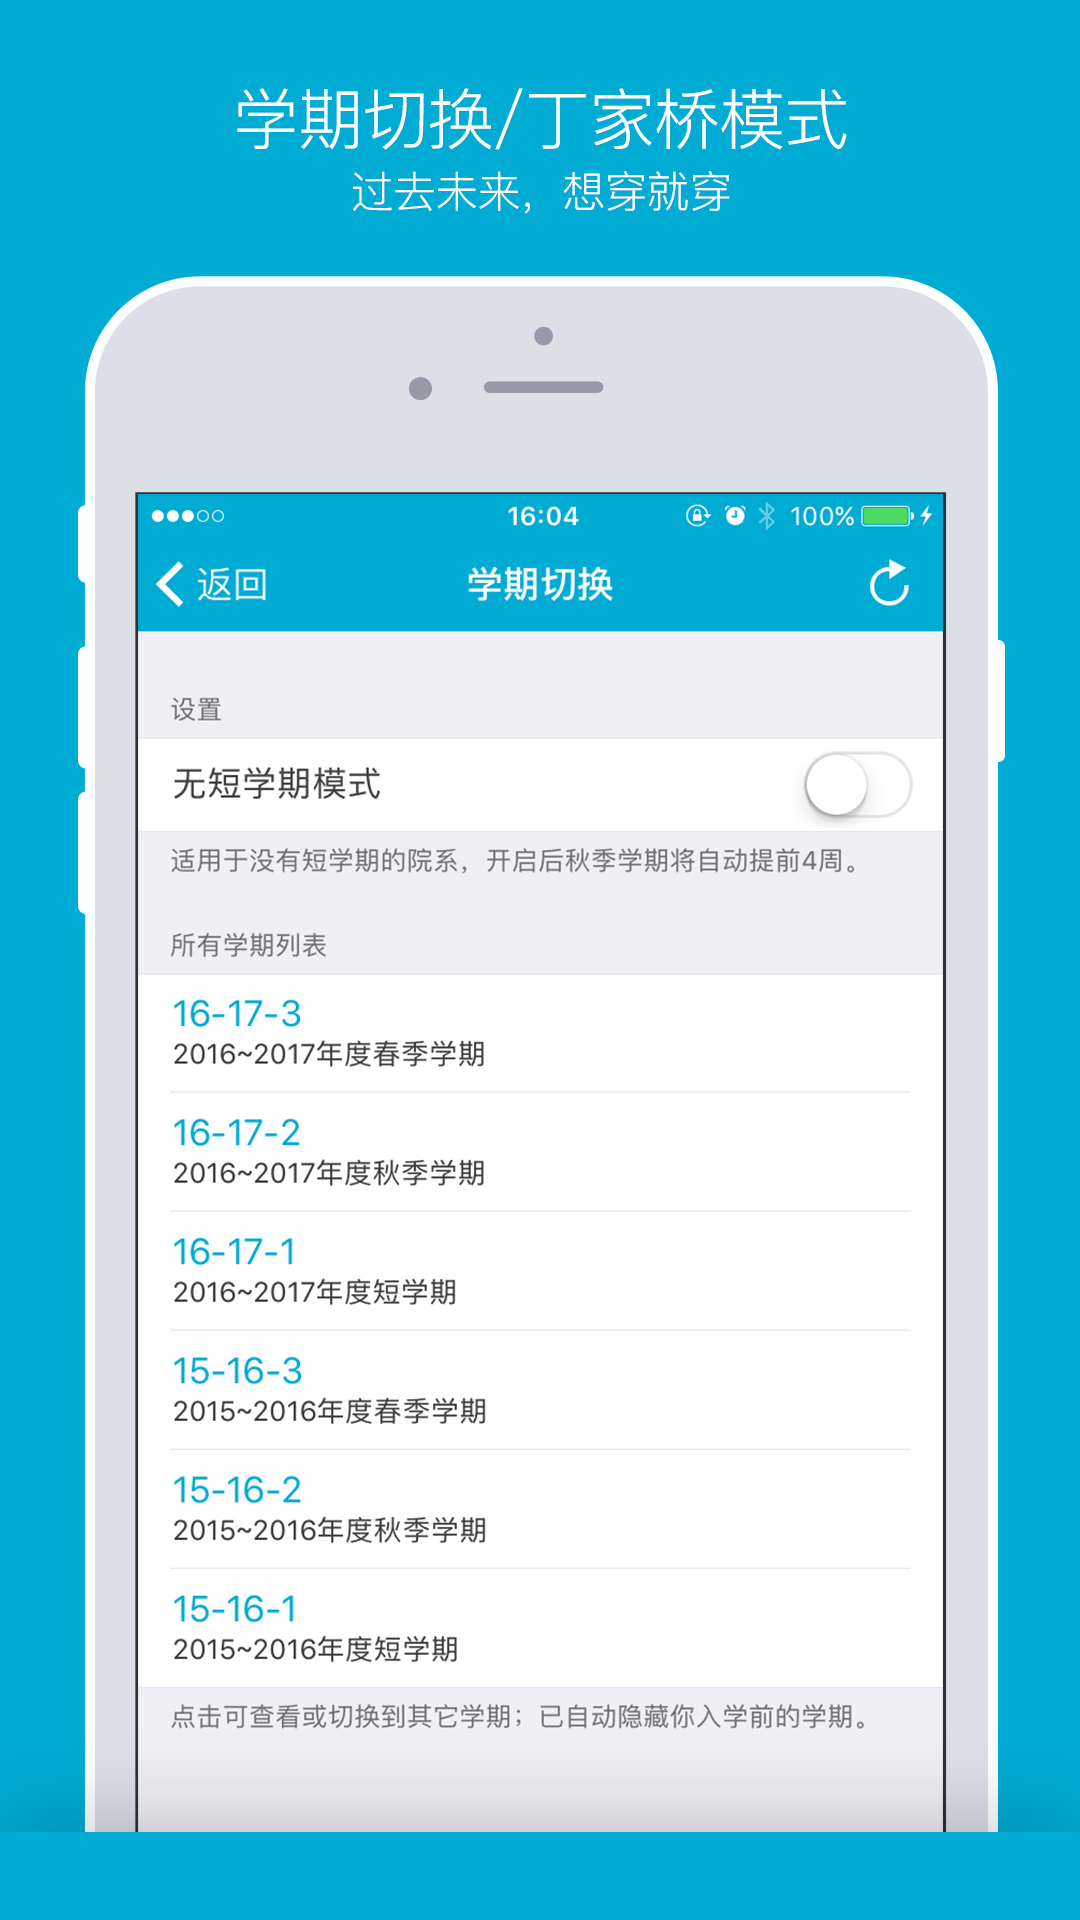 学期切换/丁家桥模式
过去未来，想穿就穿
16:04
100%
返回
学期切换
设置
无短学期模式
适用于没有短学期的院系，开启后秋季学期将自动提前4周。
所有学期列表
16-17-3
2016~2017年度春季学期
16-17-2
2016~2017年度秋季学期
16-17-1
2016~2017年度短学期
15-16-3
2015~2016年度春季学期
15-16-2
2015~2016年度秋季学期
15-16-1
2015~2016年度短学期
点击可查看或切换到其它学期；已自动隐藏你入学前的学期。